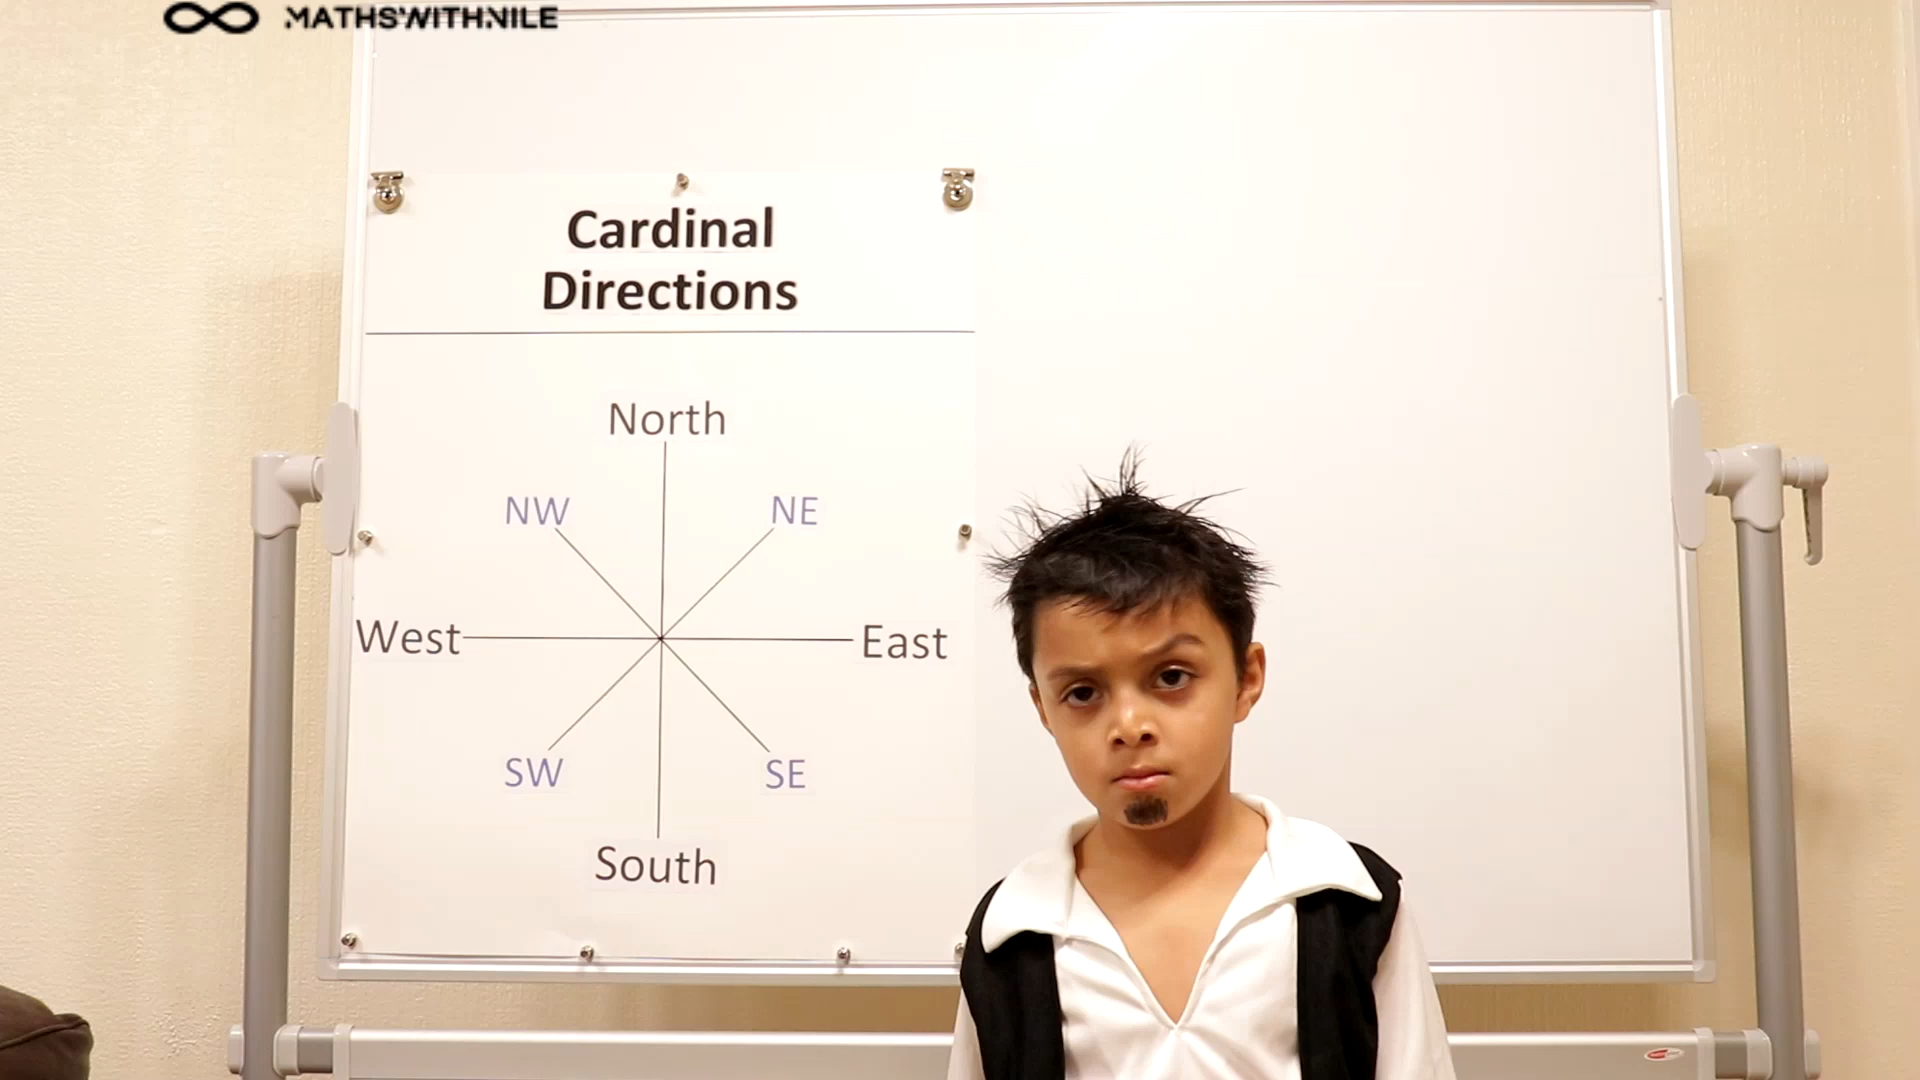 MATHSWITHNILE
Cardinal
Directions
North
NW
NE
West
East
SW
SE
South